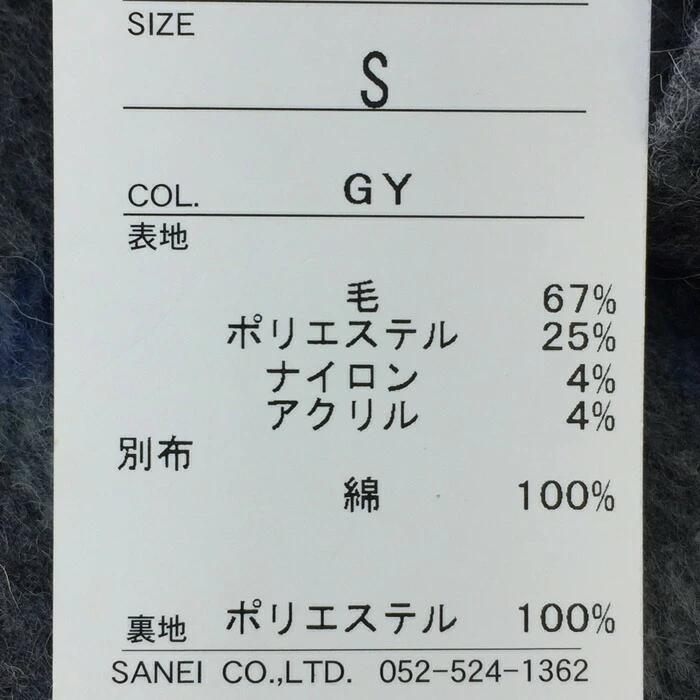 SIZE
S
COL. GY
表地
毛 67%
ポリエステル 25%
ナイロン 4%
アクリル 4%
別布
綿 100%
裏地 ポリエステル 100%
SANEI CO.,LTD. 052-524-1362